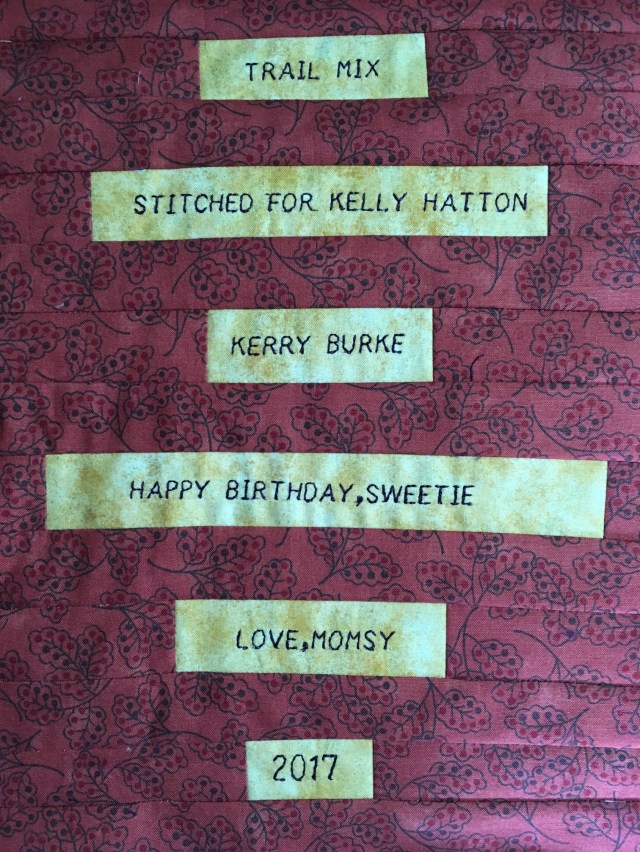 TRAIL MIX
STITCHED FOR KELLY HATTON
KERRY BURKE
HAPPY BIRTHDAY,SWEETIE
LOVE,MOMSY
2017